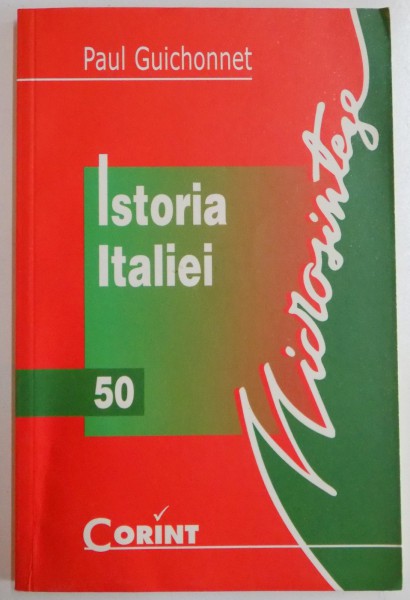 Paul Guichonnet
Istoria
Italiei
50
Microsinteze
CORINT